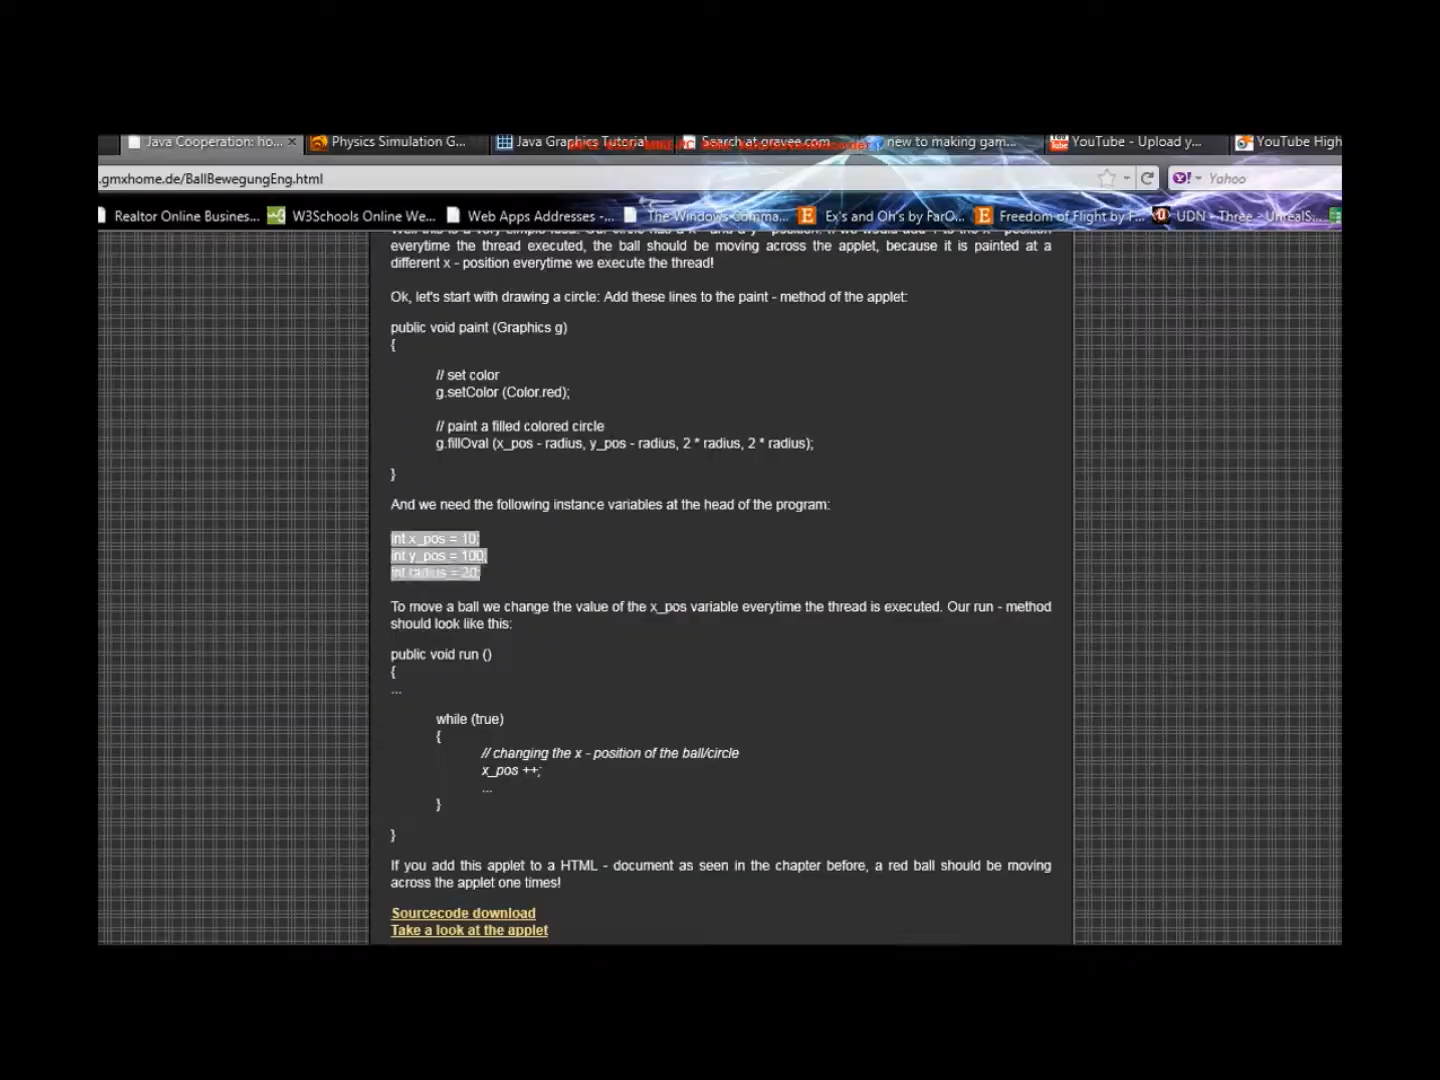 Java Cooperation: ho... × Physics Simulation G... Java Graphics Tutorial Search at gravee.com new to making gam... YouTube - Upload y... YouTube High
.gmxhome.de/BallBewegungEng.html Yahoo
Realtor Online Busines... W3Schools Online We... Web Apps Addresses -... The Windows Comma... Ex's and Oh's by FarO... Freedom of Flight by F... UDN - Three - UnrealS...
everytime the thread executed, the ball should be moving across the applet, because it is painted at a
different x - position everytime we execute the thread!
Ok, let's start with drawing a circle: Add these lines to the paint - method of the applet:
public void paint (Graphics g)
{
// set color
g.setColor (Color.red);
// paint a filled colored circle
g.fillOval (x_pos - radius, y_pos - radius, 2 * radius, 2 * radius);
}
And we need the following instance variables at the head of the program:
int x_pos = 10;
int y_pos = 100;
int radius = 20;
To move a ball we change the value of the x_pos variable everytime the thread is executed. Our run - method
should look like this:
public void run ()
{
...
while (true)
{
// changing the x - position of the ball/circle
x_pos ++;
...
}
}
If you add this applet to a HTML - document as seen in the chapter before, a red ball should be moving
across the applet one times!
Sourcecode download
Take a look at the applet